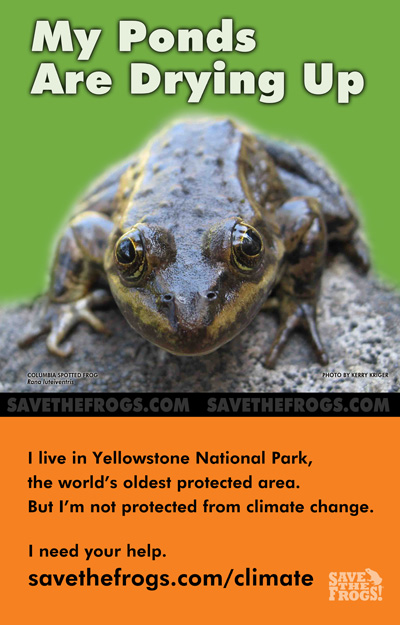 My Ponds
Are Drying Up
COLUMBIA SPOTTED FROG
Rana luteiventris
PHOTO BY KERRY KRIGER
SAVETHEFROGS.COM SAVETHEFROGS.COM
I live in Yellowstone National Park,
the world's oldest protected area.
But I'm not protected from climate change.
I need your help.
savethefrogs.com/climate
SAVE
THE
FROGS!